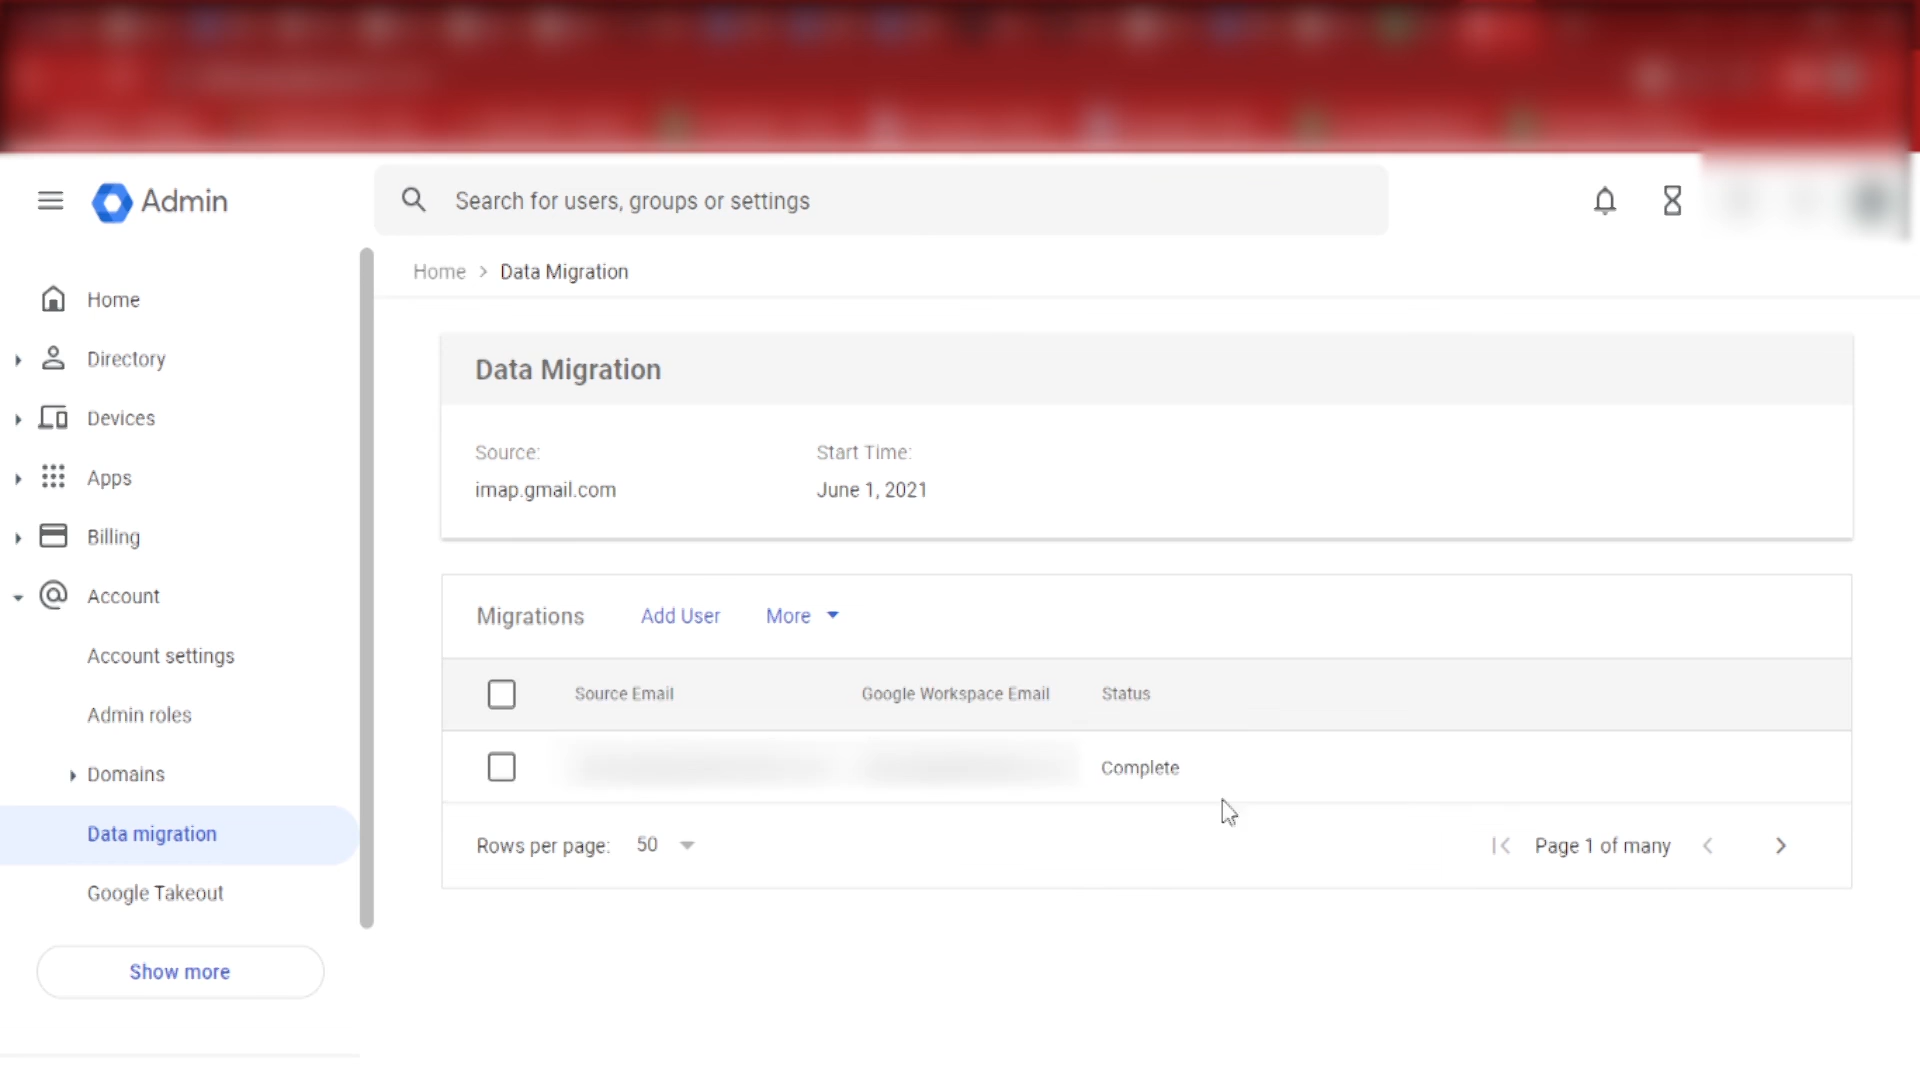 Admin
Search for users, groups or settings
Home > Data Migration
Home
Directory
Devices
Apps
Billing
Account
Account settings
Admin roles
Domains
Data migration
Google Takeout
Show more
Data Migration
Source: Start Time:
imap.gmail.com June 1, 2021
Migrations Add User More
Source Email Google Workspace Email Status
Complete
Rows per page: 50 Page 1 of many